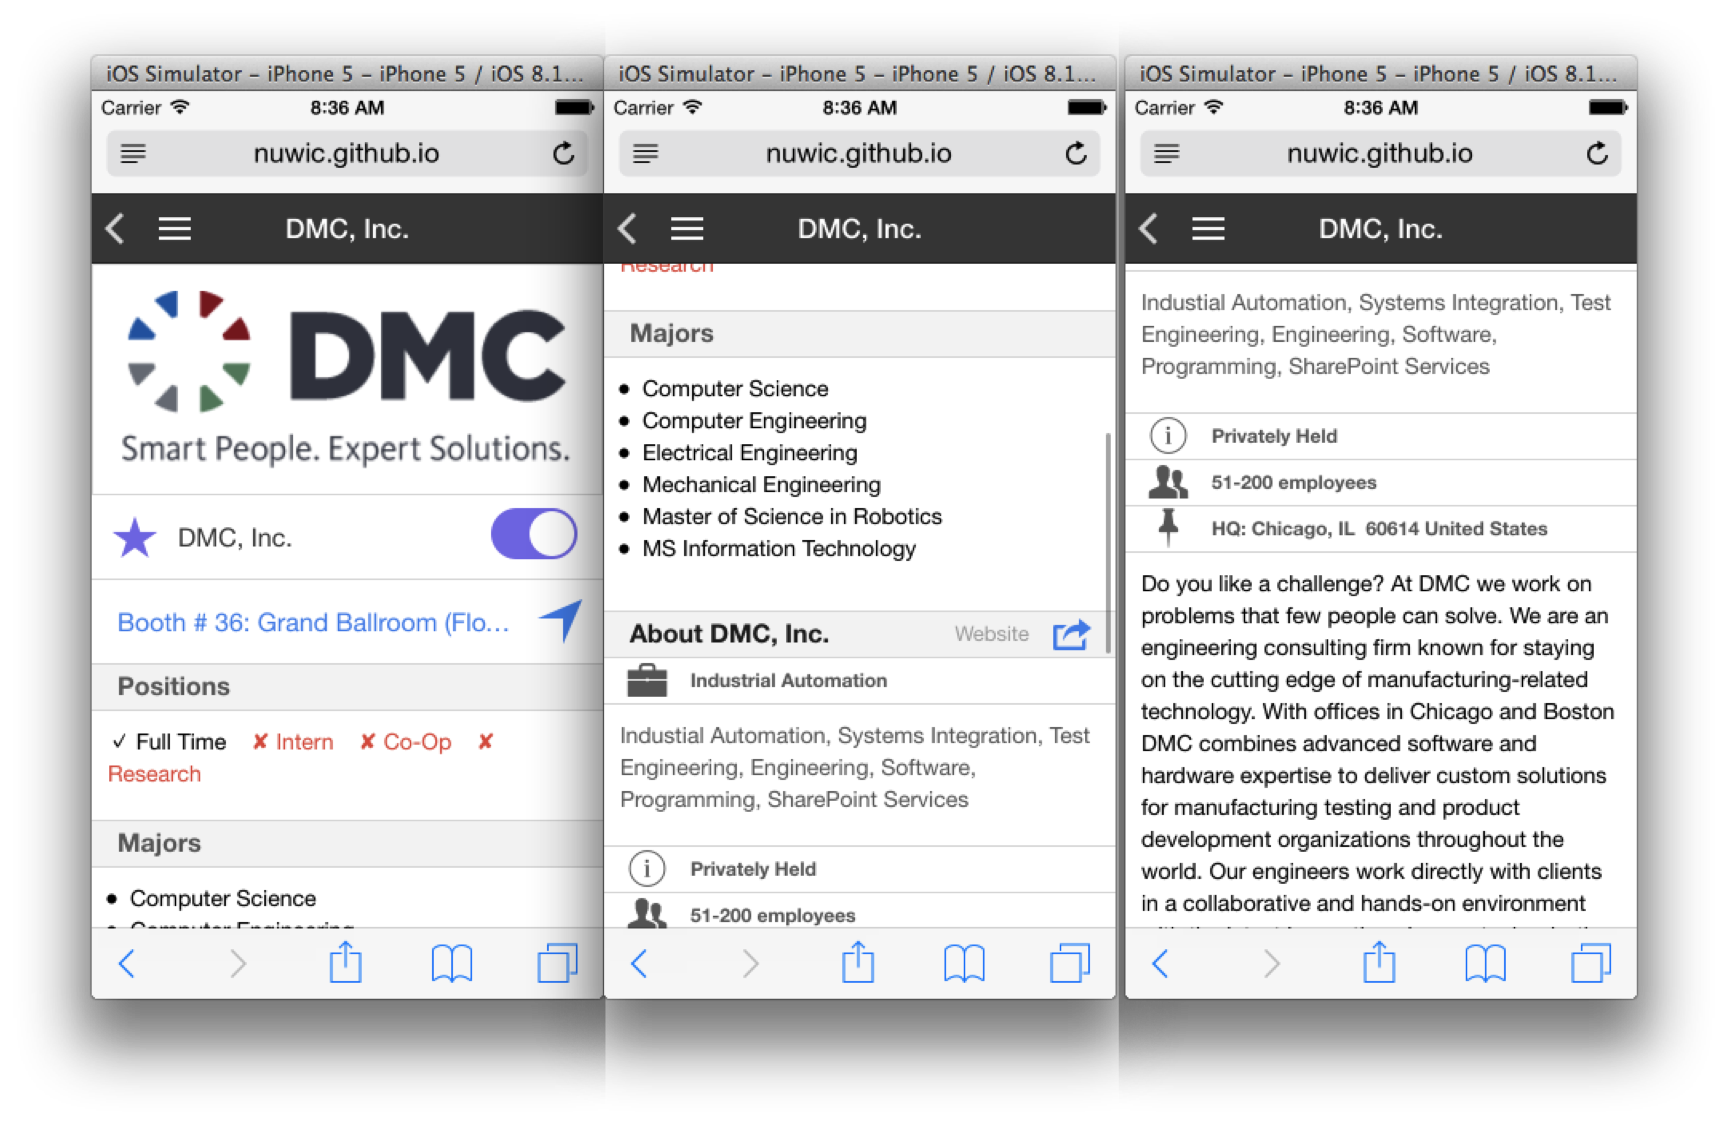 iOS Simulator – iPhone 5 – iPhone 5 / iOS 8.1...
Carrier 8:36 AM
nuwic.github.io
DMC, Inc.
DMC
Smart People. Expert Solutions.
DMC, Inc.
Booth # 36: Grand Ballroom (Flo...
Positions
✓ Full Time ✘ Intern ✘ Co-Op ✘
Research
Majors
• Computer Science
• Computer Engineering
iOS Simulator – iPhone 5 – iPhone 5 / iOS 8.1...
Carrier 8:36 AM
nuwic.github.io
DMC, Inc.
Research
Majors
• Computer Science
• Computer Engineering
• Electrical Engineering
• Mechanical Engineering
• Master of Science in Robotics
• MS Information Technology
About DMC, Inc. Website
Industrial Automation
Industial Automation, Systems Integration, Test
Engineering, Engineering, Software,
Programming, SharePoint Services
Privately Held
51-200 employees
iOS Simulator – iPhone 5 – iPhone 5 / iOS 8.1...
Carrier 8:36 AM
nuwic.github.io
DMC, Inc.
Industial Automation, Systems Integration, Test
Engineering, Engineering, Software,
Programming, SharePoint Services
Privately Held
51-200 employees
HQ: Chicago, IL 60614 United States
Do you like a challenge? At DMC we work on
problems that few people can solve. We are an
engineering consulting firm known for staying
on the cutting edge of manufacturing-related
technology. With offices in Chicago and Boston
DMC combines advanced software and
hardware expertise to deliver custom solutions
for manufacturing testing and product
development organizations throughout the
world. Our engineers work directly with clients
in a collaborative and hands-on environment